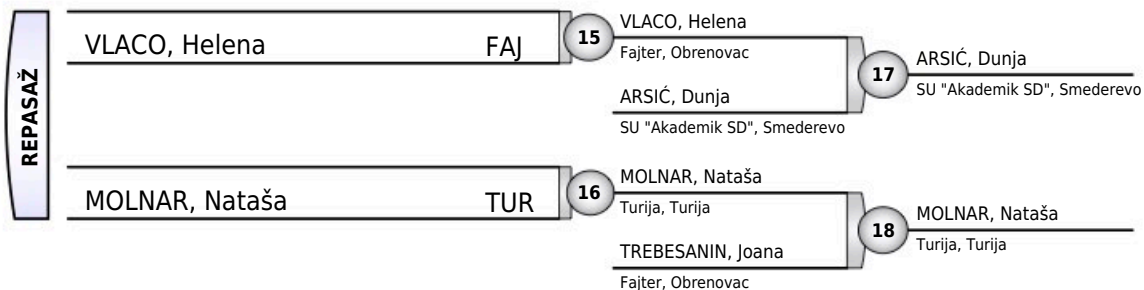 REPASAŽ
VLACO, Helena FAJ
15
VLACO, Helena
Fajter, Obrenovac
ARSIĆ, Dunja
SU "Akademik SD", Smederevo
17
ARSIĆ, Dunja
SU "Akademik SD", Smederevo
MOLNAR, Nataša TUR
16
MOLNAR, Nataša
Turija, Turija
TREBESANIN, Joana
Fajter, Obrenovac
18
MOLNAR, Nataša
Turija, Turija